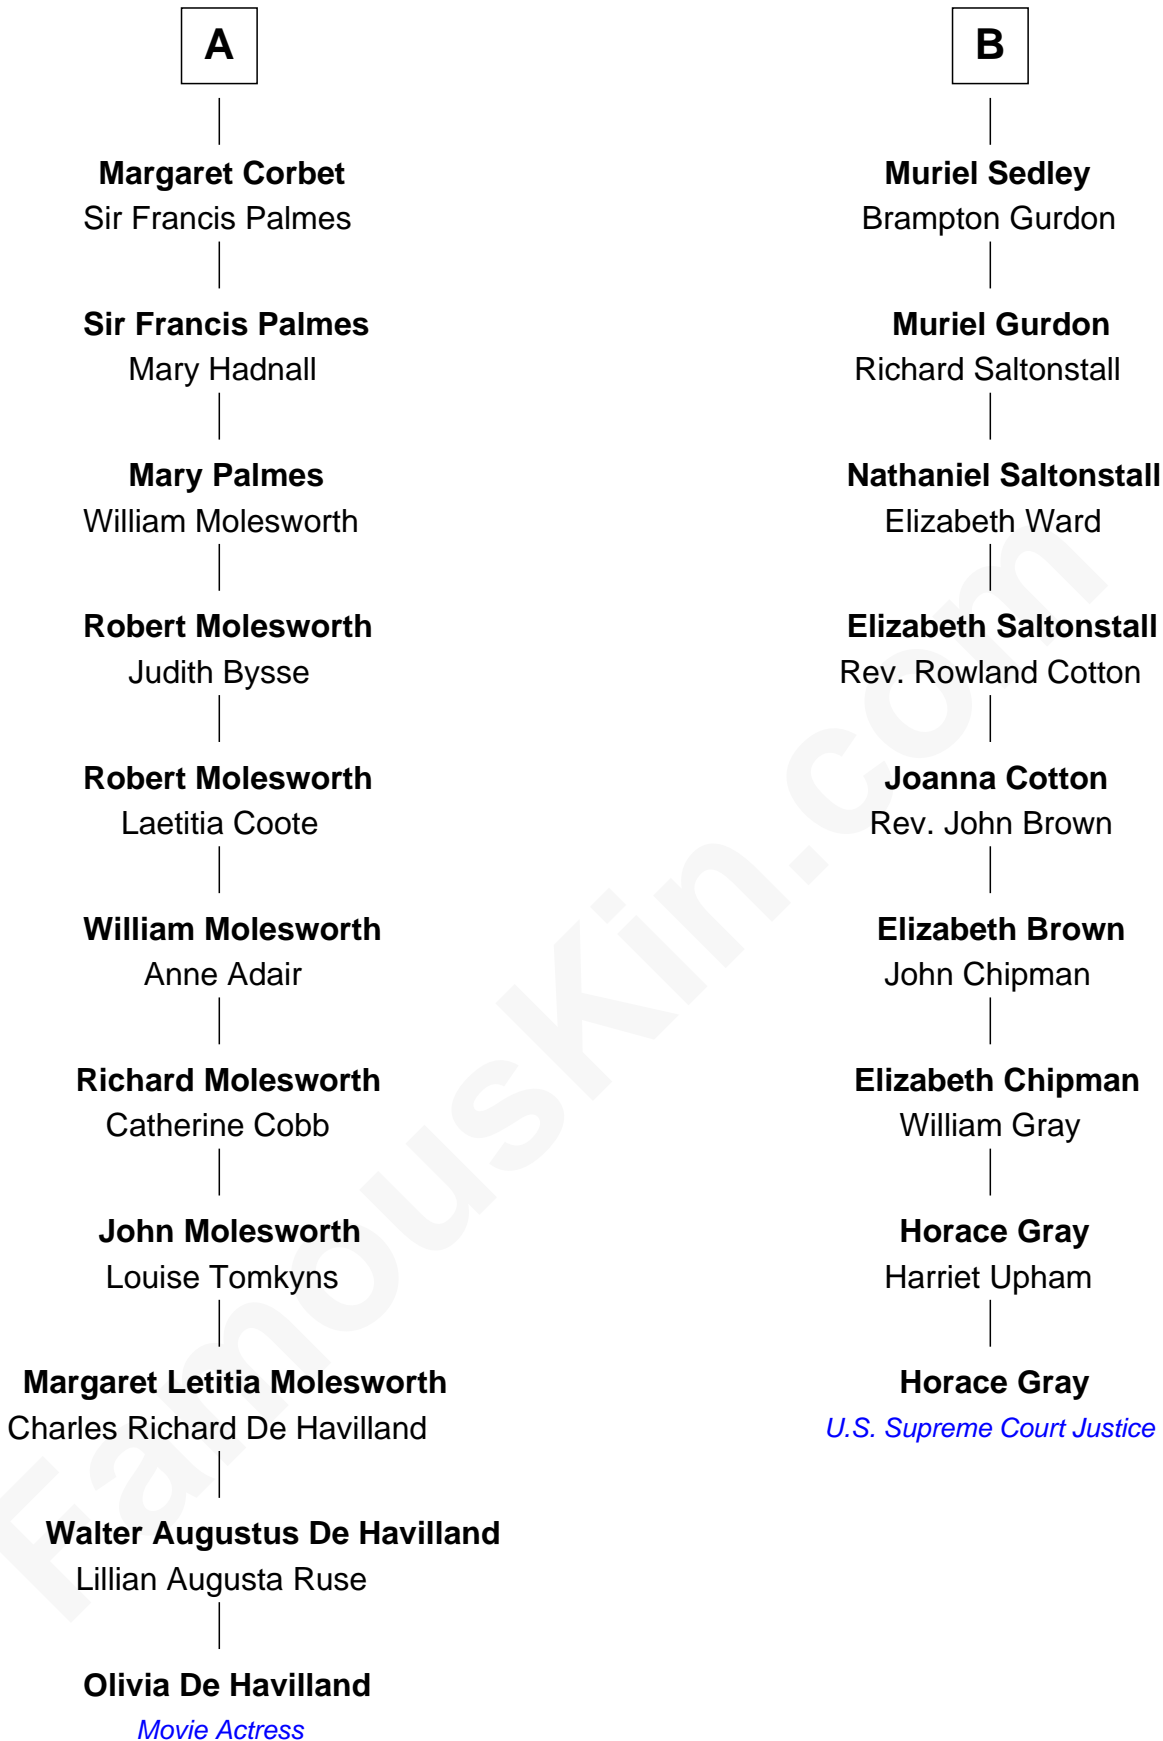 A
Margaret Corbet
Sir Francis Palmes
Sir Francis Palmes
Mary Hadnall
Mary Palmes
William Molesworth
Robert Molesworth
Judith Bysse
Robert Molesworth
Laetitia Coote
William Molesworth
Anne Adair
Richard Molesworth
Catherine Cobb
John Molesworth
Louise Tomkyns
Margaret Letitia Molesworth
Charles Richard De Havilland
Walter Augustus De Havilland
Lillian Augusta Ruse
Olivia De Havilland
Movie Actress
B
Muriel Sedley
Brampton Gurdon
Muriel Gurdon
Richard Saltonstall
Nathaniel Saltonstall
Elizabeth Ward
Elizabeth Saltonstall
Rev. Rowland Cotton
Joanna Cotton
Rev. John Brown
Elizabeth Brown
John Chipman
Elizabeth Chipman
William Gray
Horace Gray
Harriet Upham
Horace Gray
U.S. Supreme Court Justice
FamousKin.com